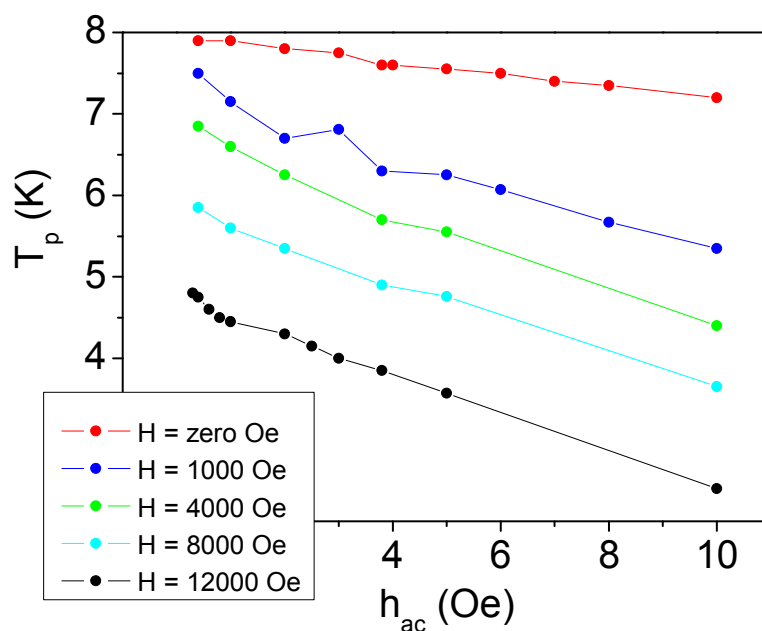 8
7
6
5
4
T_p (K)
H = zero Oe
H = 1000 Oe
H = 4000 Oe
H = 8000 Oe
H = 12000 Oe
4 6 8 10
h_ac (Oe)